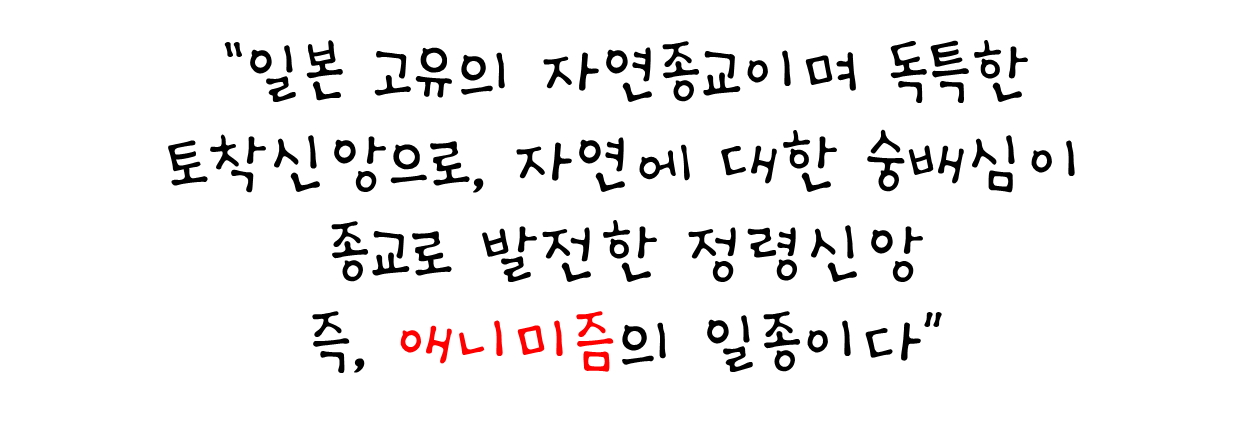 "일본 고유의 자연종교이며 독특한
토착신앙으로, 자연에 대한 숭배심이
종교로 발전한 정령신앙
즉, 애니미즘의 일종이다"